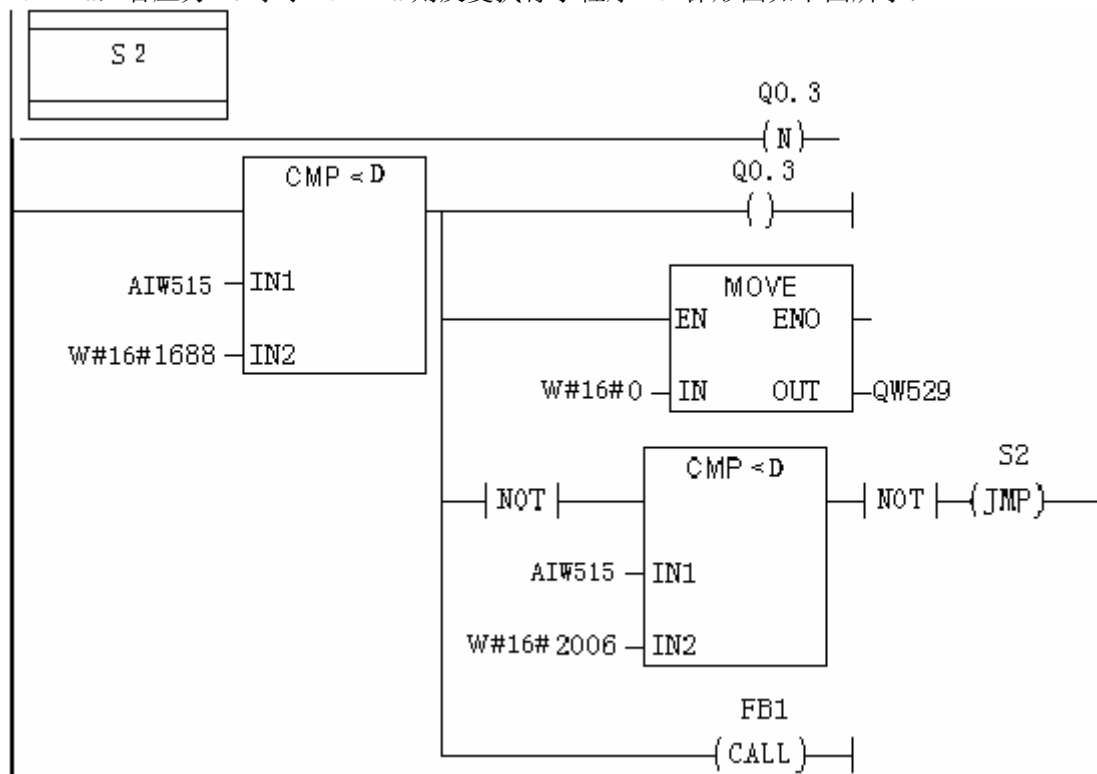 S 2
Q0. 3
(N)
CMP <D
Q0. 3
( )
AIW515
IN1
W#16#1688
IN2
MOVE
EN ENO
W#16#0
IN OUT
QW529
CMP <D
S2
NOT
NOT
(JMP)
AIW515
IN1
W#16# 2006
IN2
FB1
(CALL)